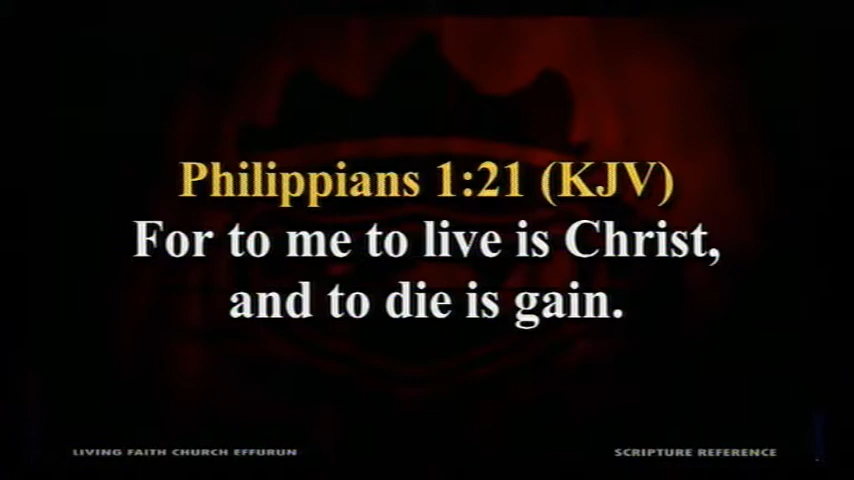 Philippians 1:21 (KJV)
For to me to live is Christ,
and to die is gain.
LIVING FAITH CHURCH EFFURUN
SCRIPTURE REFERENCE